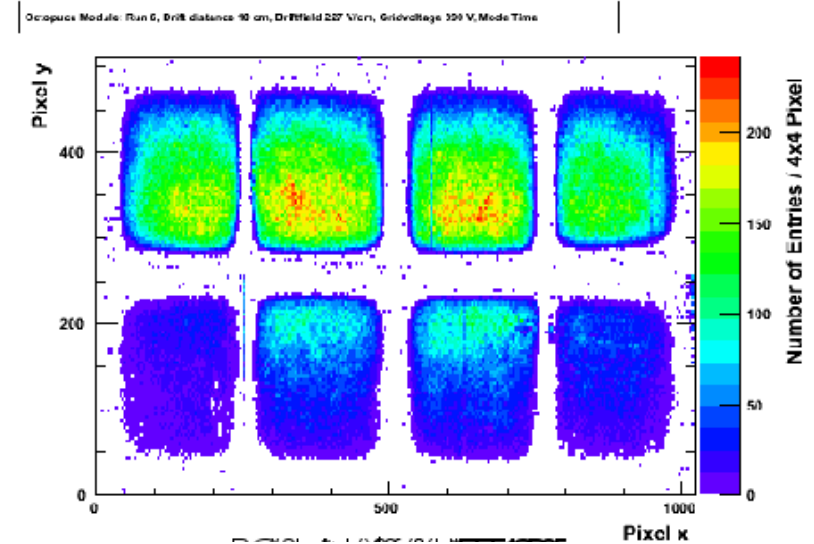 Octopuce Module: Run 6, Drift distance 10 cm, Driftfield 227 V/cm, Gridvoltage 330 V, Mode Time
Pixel y
400
200
0
0
500
1000
Pixel x
200
150
100
50
0
Number of Entries / 4x4 Pixel